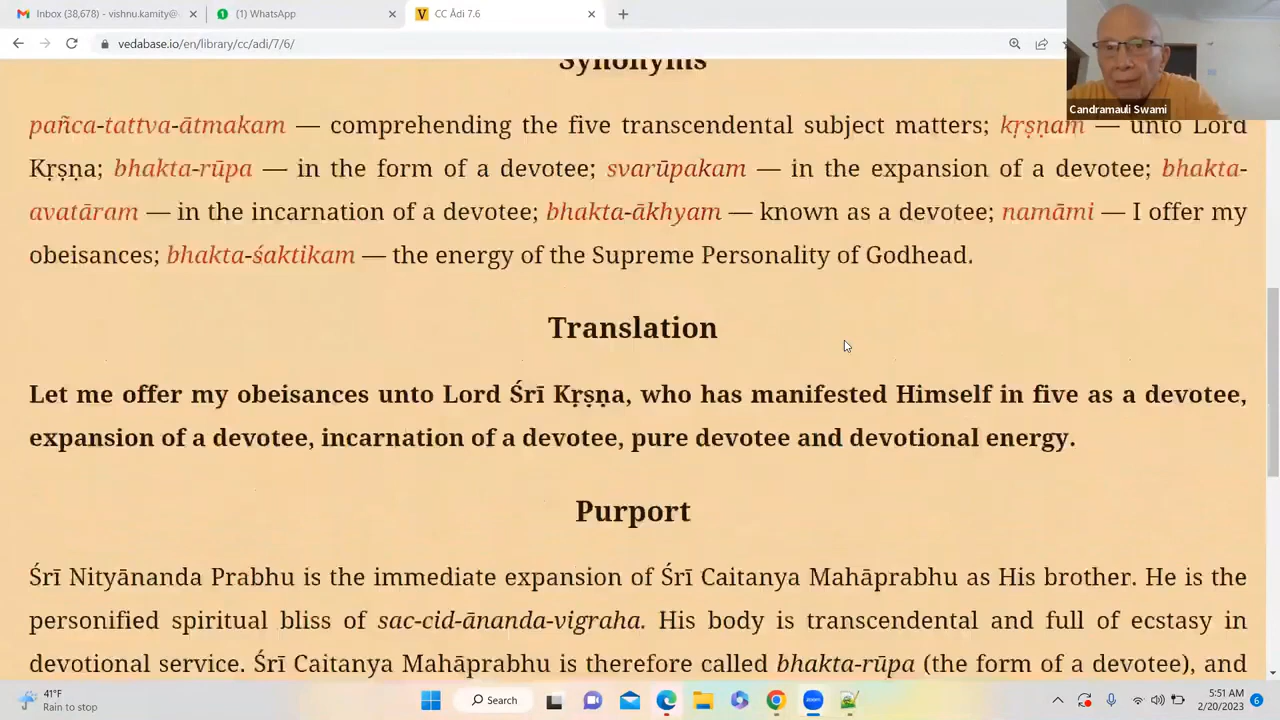 Inbox (38,678) - vishnu.kamity@
WhatsApp
CC Ādi 7.6
vedabase.io/en/library/cc/adi/7/6/
Candramauli Swami
Synonyms
pañca-tattva-ātmakam — comprehending the five transcendental subject matters; kṛṣṇam — unto Lord
Kṛṣṇa; bhakta-rūpa — in the form of a devotee; svarūpakam — in the expansion of a devotee; bhakta-
avatāram — in the incarnation of a devotee; bhakta-ākhyam — known as a devotee; namāmi — I offer my
obeisances; bhakta-śaktikam — the energy of the Supreme Personality of Godhead.
Translation
Let me offer my obeisances unto Lord Śrī Kṛṣṇa, who has manifested Himself in five as a devotee,
expansion of a devotee, incarnation of a devotee, pure devotee and devotional energy.
Purport
Śrī Nityānanda Prabhu is the immediate expansion of Śrī Caitanya Mahāprabhu as His brother. He is the
personified spiritual bliss of sac-cid-ānanda-vigraha. His body is transcendental and full of ecstasy in
devotional service. Śrī Caitanya Mahāprabhu is therefore called bhakta-rūpa (the form of a devotee), and
41°F
Rain to stop
Search
5:51 AM
2/20/2023
6